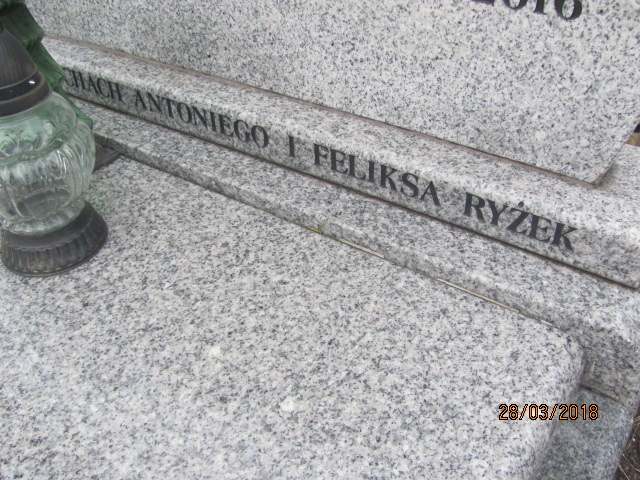 2016
CHACH ANTONIEGO I FELIKSA RYŻEK
28/03/2018